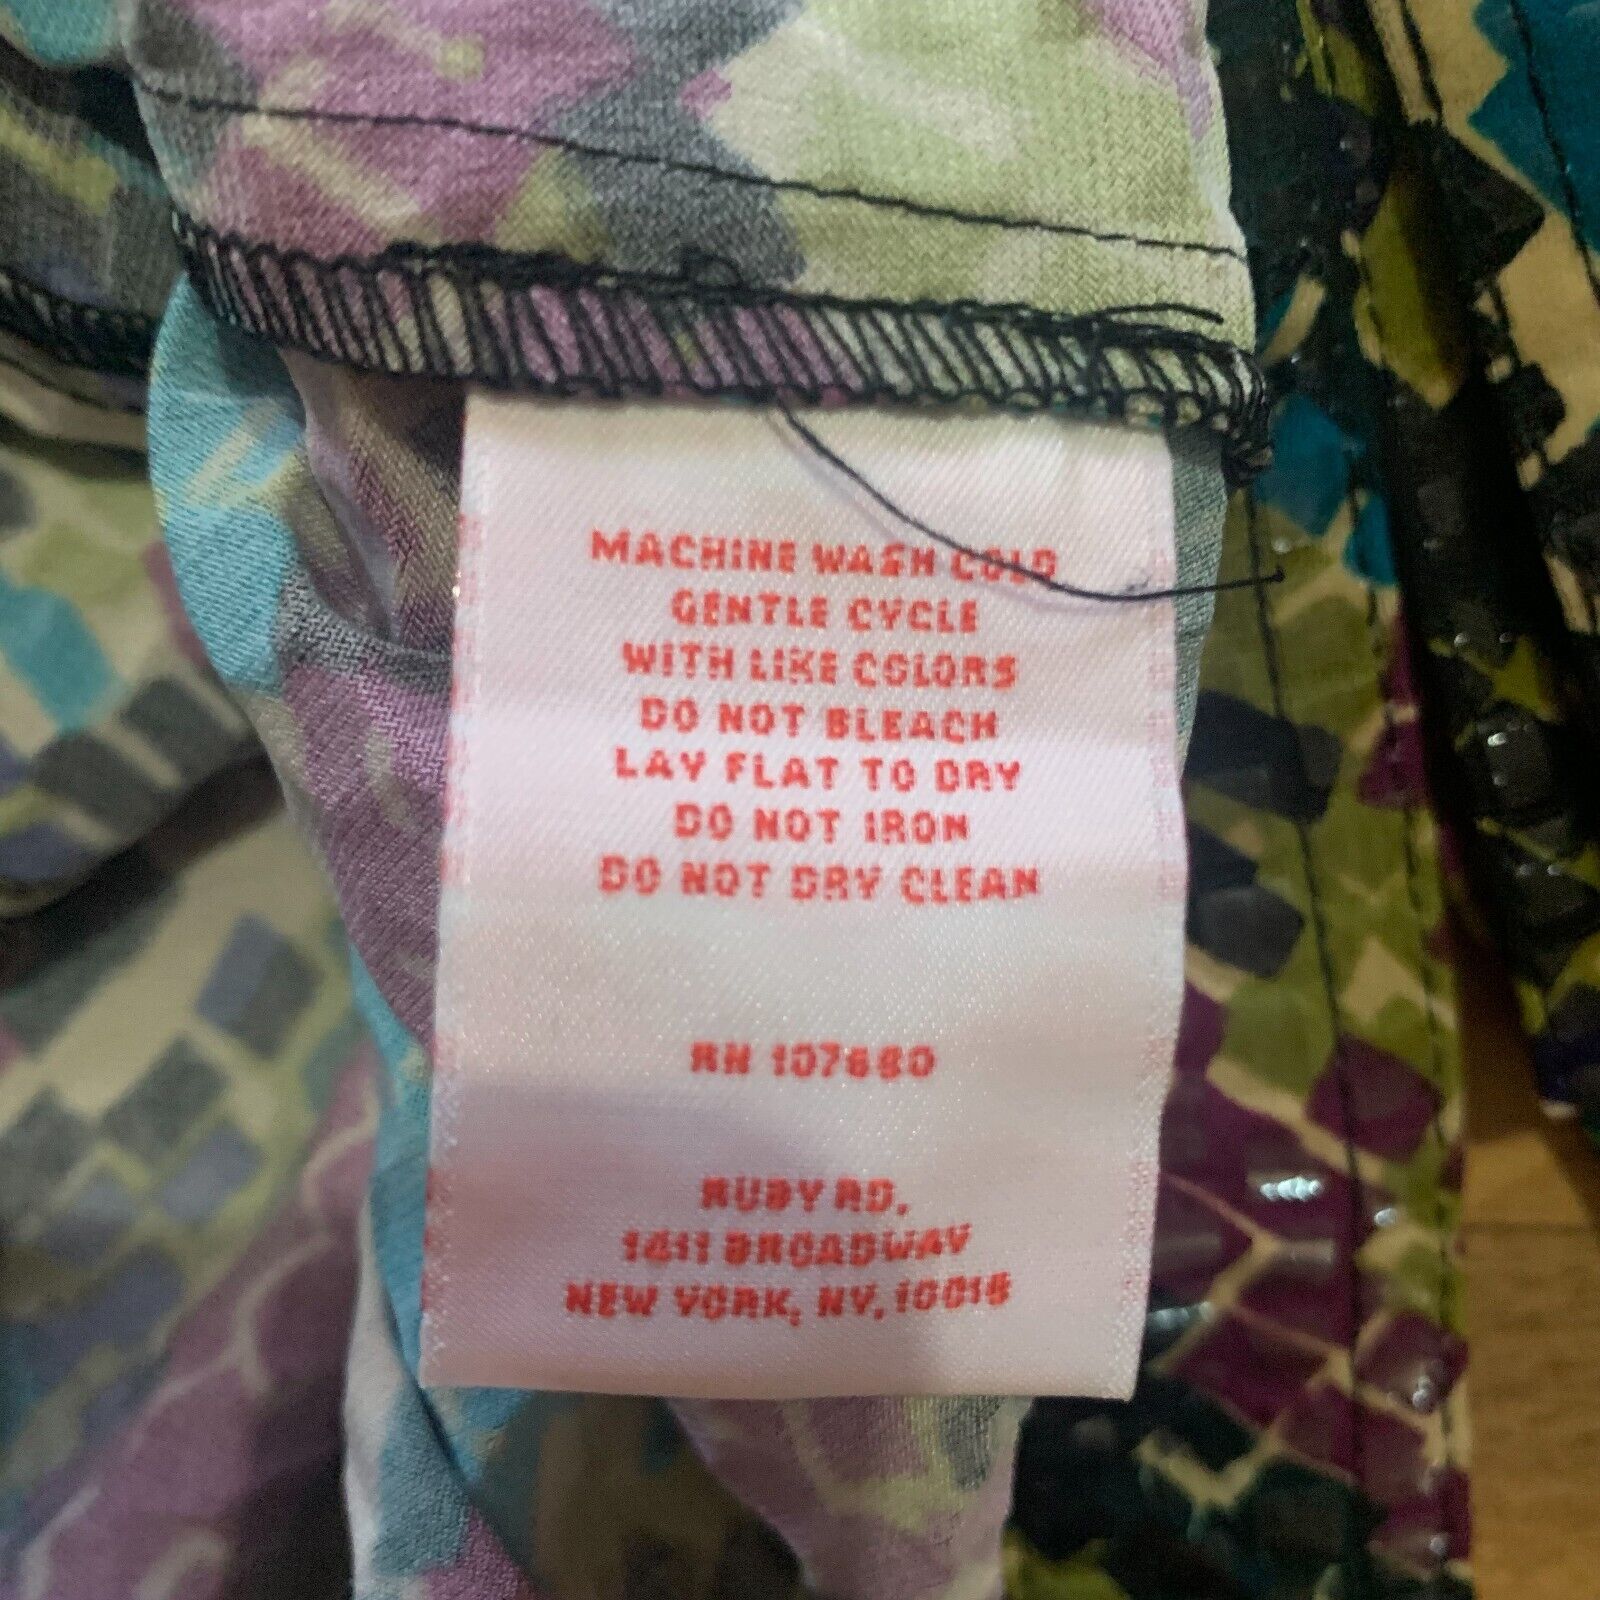 MACHINE WASH COLD
GENTLE CYCLE
WITH LIKE COLORS
DO NOT BLEACH
LAY FLAT TO DRY
DO NOT IRON
DO NOT DRY CLEAN
RN
RUBY RD.
1411 BROADWAY
NEW YORK, NY, 10018